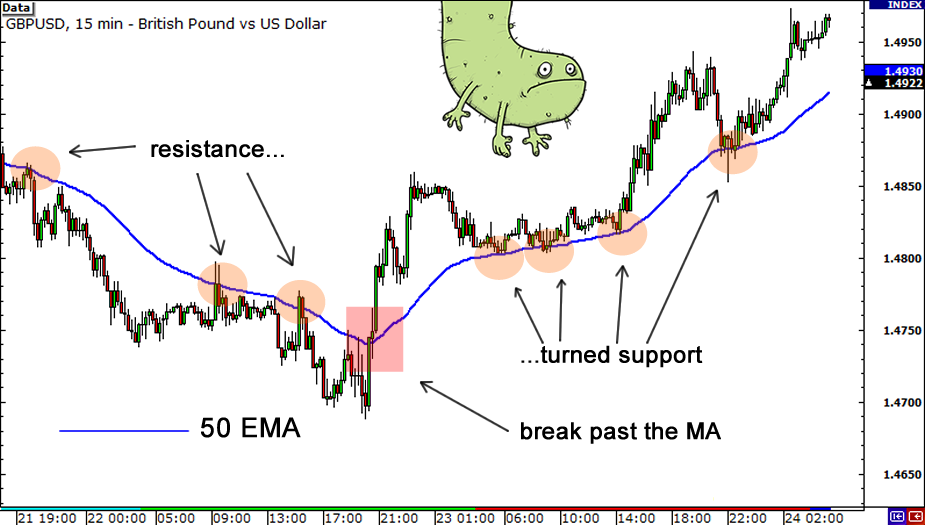 Data
INDEX
GBPUSD, 15 min - British Pound vs US Dollar
1.4950
1.4930
1.4922
1.4900
resistance...
1.4850
1.4800
1.4750
...turned support
1.4700
50 EMA
break past the MA
1.4650
21 19:00 22 00:00 05:00 09:00 13:00 17:00 21:00 23 01:00 06:00 10:00 14:00 18:00 22:00 24 02:00